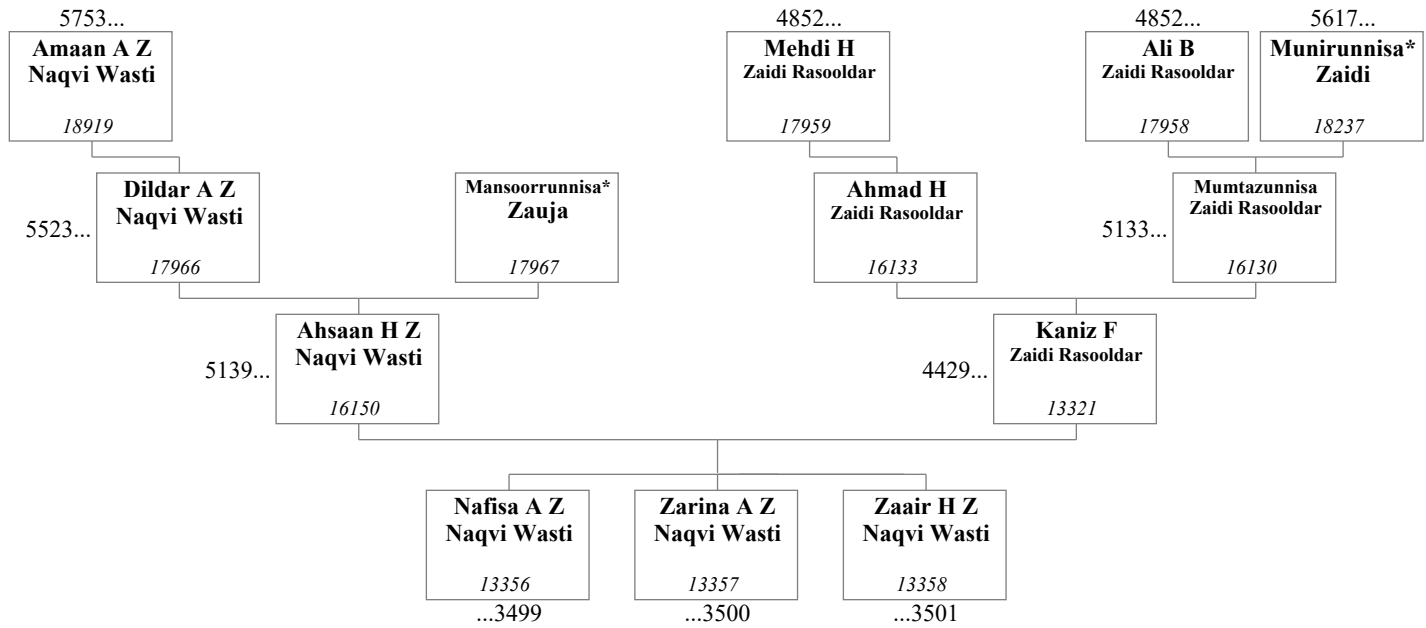 5753...
4852...
4852...
5617...
Amaan A Z
Naqvi Wasti
18919
Mehdi H
Zaidi Rasooldar
17959
Ali B
Zaidi Rasooldar
17958
Munirunnisa*
Zaidi
18237
5523...
Dildar A Z
Naqvi Wasti
17966
Mansoorrunnisa*
Zauja
17967
Ahmad H
Zaidi Rasooldar
16133
5133...
Mumtazunnisa
Zaidi Rasooldar
16130
5139...
Ahsaan H Z
Naqvi Wasti
16150
4429...
Kaniz F
Zaidi Rasooldar
13321
Nafisa A Z
Naqvi Wasti
13356
...3499
Zarina A Z
Naqvi Wasti
13357
...3500
Zaair H Z
Naqvi Wasti
13358
...3501